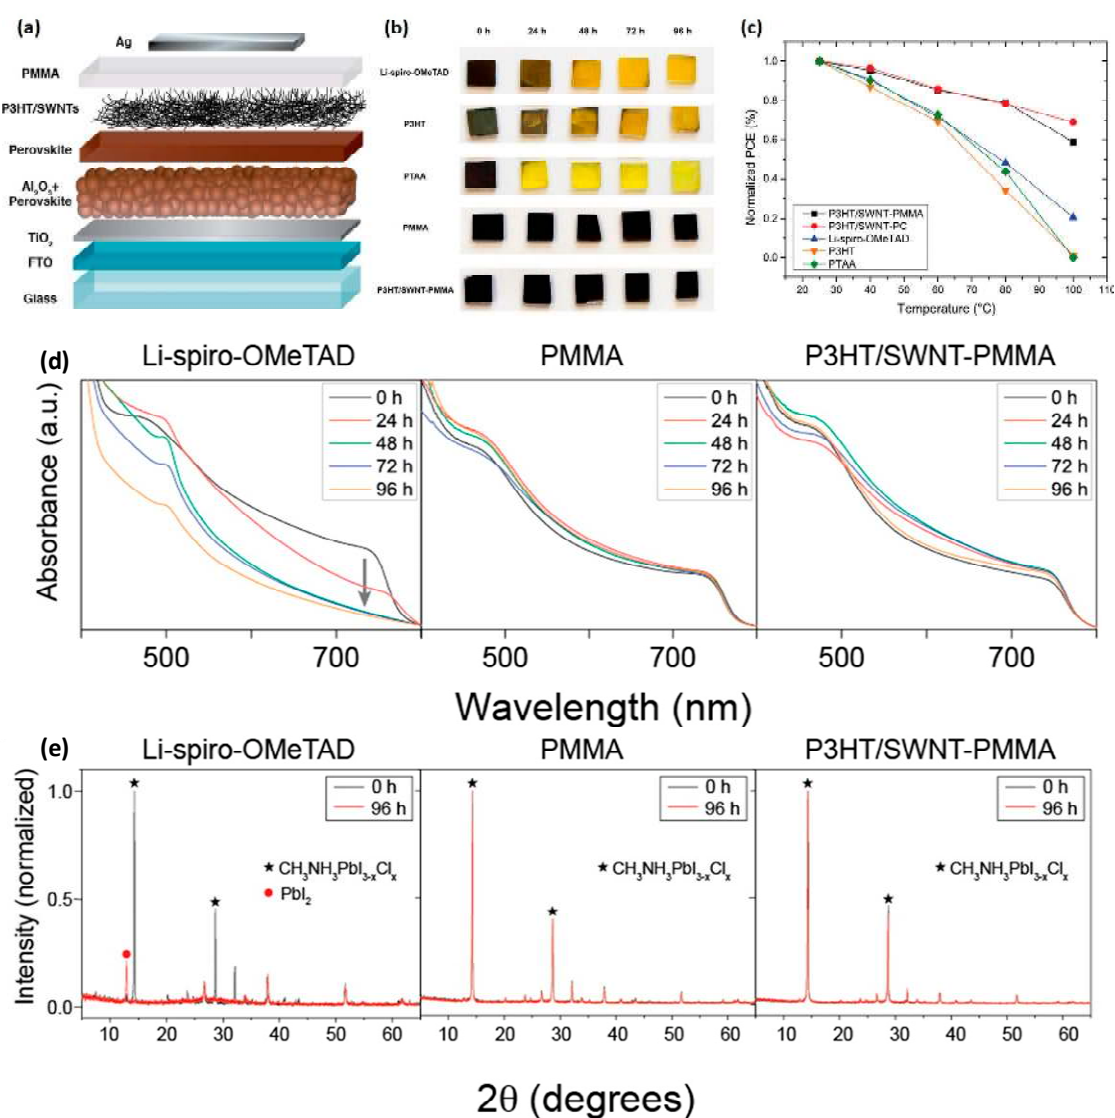 (a)
Ag
PMMA
P3HT/SWNTs
Perovskite
Al₂O₃+
Perovskite
TiO₂
FTO
Glass
(b)
0 h 24 h 48 h 72 h 96 h
Li-spiro-OMeTAD
P3HT
PTAA
PMMA
P3HT/SWNT-PMMA
(c)
Normalized PCE (%)
1.0
0.8
0.6
0.4
0.2
0.0
P3HT/SWNT-PMMA
P3HT/SWNT-PC
Li-spiro-OMeTAD
P3HT
PTAA
20 30 40 50 60 70 80 90 100 110
Temperature (°C)
(d)
Li-spiro-OMeTAD PMMA P3HT/SWNT-PMMA
Absorbance (a.u.)
0 h
24 h
48 h
72 h
96 h
0 h
24 h
48 h
72 h
96 h
0 h
24 h
48 h
72 h
96 h
500 700 500 700 500 700
Wavelength (nm)
(e)
Li-spiro-OMeTAD PMMA P3HT/SWNT-PMMA
Intensity (normalized)
1.0
0.5
0.0
0 h
96 h
CH₃NH₃PbI₃₋ₓClₓ
PbI₂
0 h
96 h
CH₃NH₃PbI₃₋ₓClₓ
0 h
96 h
CH₃NH₃PbI₃₋ₓClₓ
10 20 30 40 50 60 10 20 30 40 50 60 10 20 30 40 50 60
2θ (degrees)